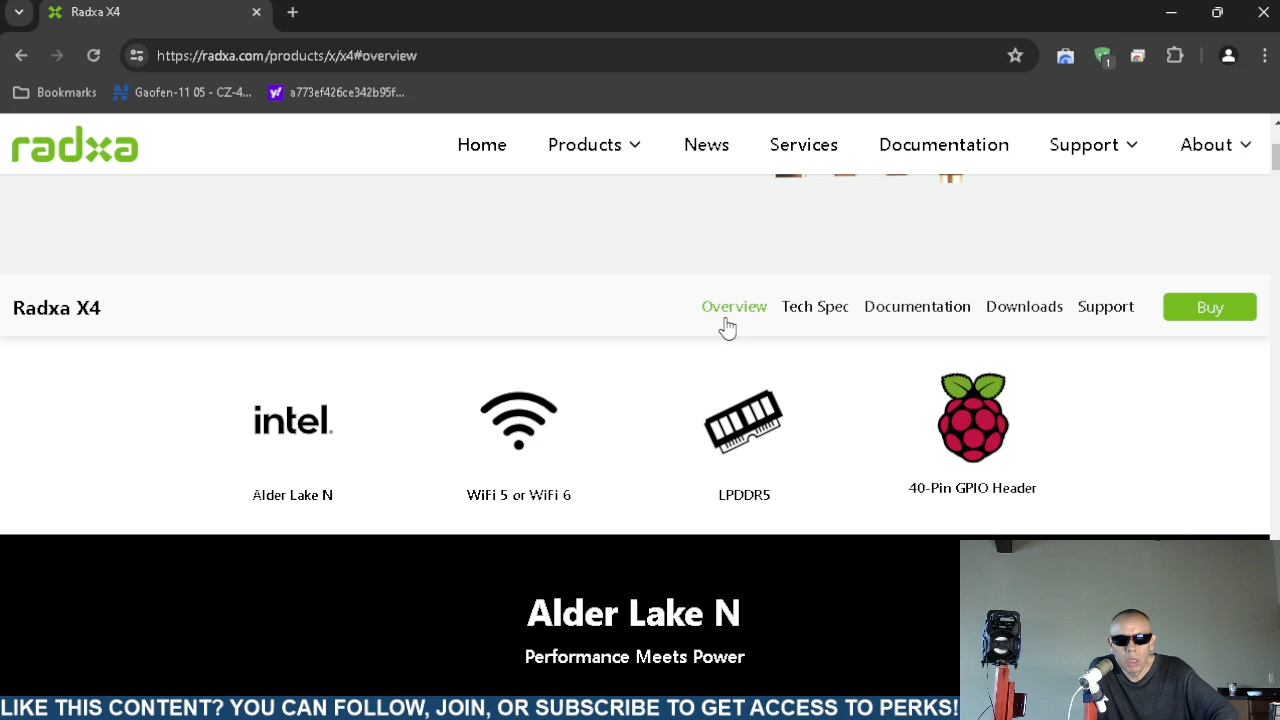 Radxa X4
https://radxa.com/products/x/x4#overview
Bookmarks
Gaofen-11 05 - CZ-4...
a773ef426ce342b95f...
1
radxa
Home
Products
News
Services
Documentation
Support
About
Radxa X4
Overview
Tech Spec
Documentation
Downloads
Support
Buy
intel.
Alder Lake N
WiFi 5 or WiFi 6
LPDDR5
40-Pin GPIO Header
Alder Lake N
Performance Meets Power
LIKE THIS CONTENT? YOU CAN FOLLOW, JOIN, OR SUBSCRIBE TO GET ACCESS TO PERKS!